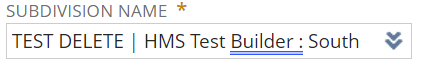 SUBDIVISION NAME *
TEST DELETE | HMS Test Builder : South